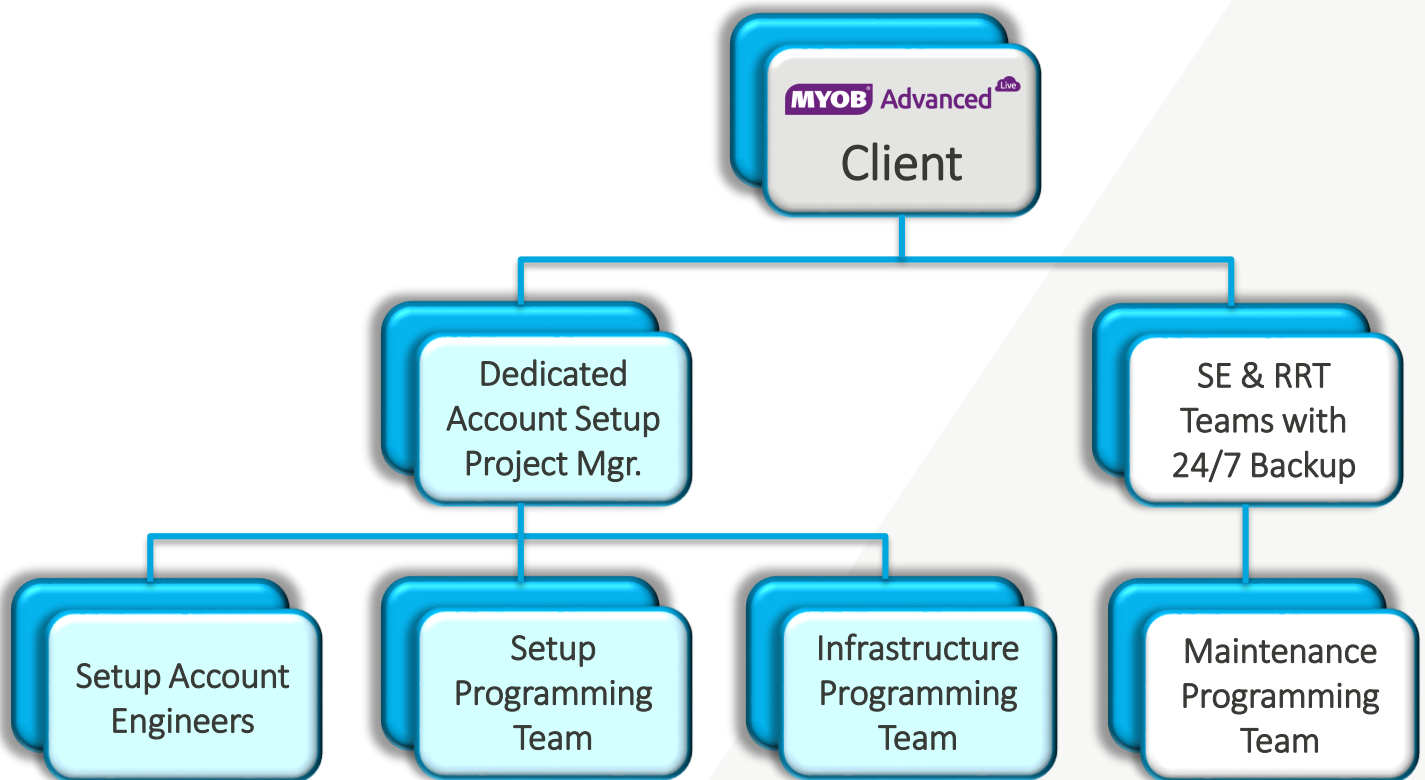 MYOB Advanced Live
Client
Dedicated
Account Setup
Project Mgr.
SE & RRT
Teams with
24/7 Backup
Setup Account
Engineers
Setup
Programming
Team
Infrastructure
Programming
Team
Maintenance
Programming
Team